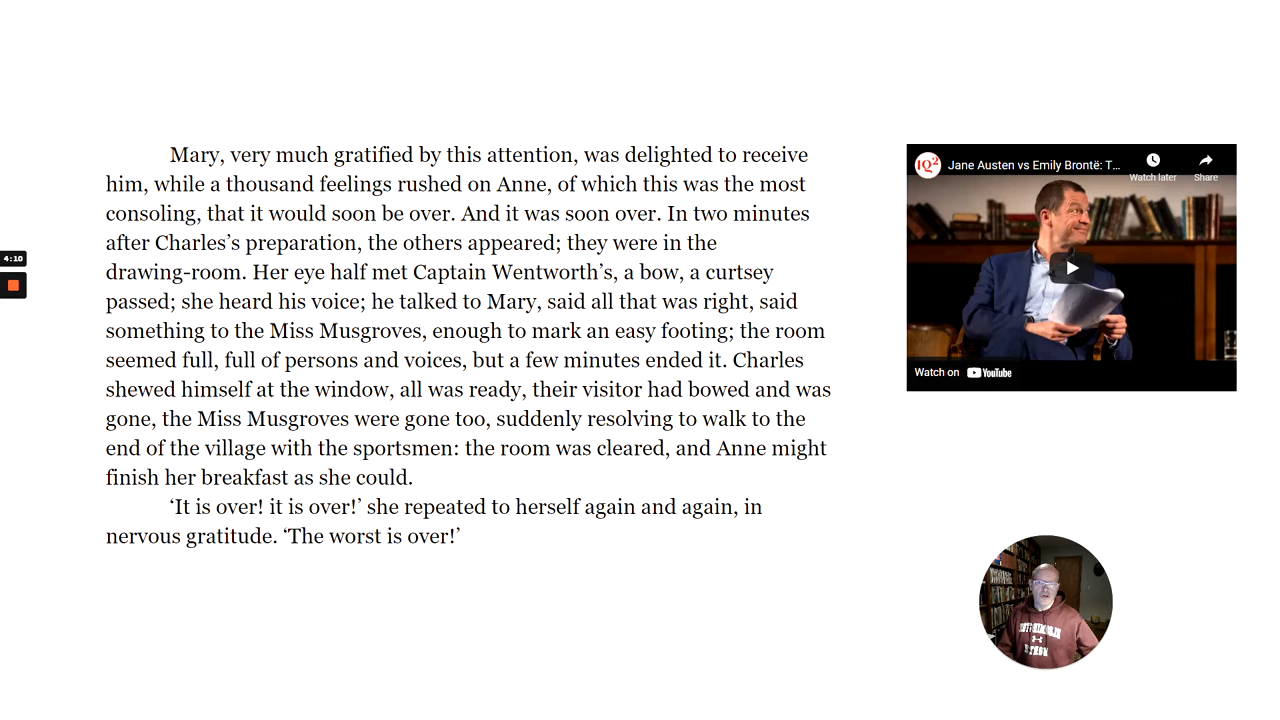 Mary, very much gratified by this attention, was delighted to receive
him, while a thousand feelings rushed on Anne, of which this was the most
consoling, that it would soon be over. And it was soon over. In two minutes
after Charles’s preparation, the others appeared; they were in the
drawing-room. Her eye half met Captain Wentworth’s, a bow, a curtsey
passed; she heard his voice; he talked to Mary, said all that was right, said
something to the Miss Musgroves, enough to mark an easy footing; the room
seemed full, full of persons and voices, but a few minutes ended it. Charles
shewed himself at the window, all was ready, their visitor had bowed and was
gone, the Miss Musgroves were gone too, suddenly resolving to walk to the
end of the village with the sportsmen: the room was cleared, and Anne might
finish her breakfast as she could.
‘It is over! it is over!’ she repeated to herself again and again, in
nervous gratitude. ‘The worst is over!’
4:10
IQ2
Jane Austen vs Emily Brontë: T...
Watch later
Share
Watch on YouTube